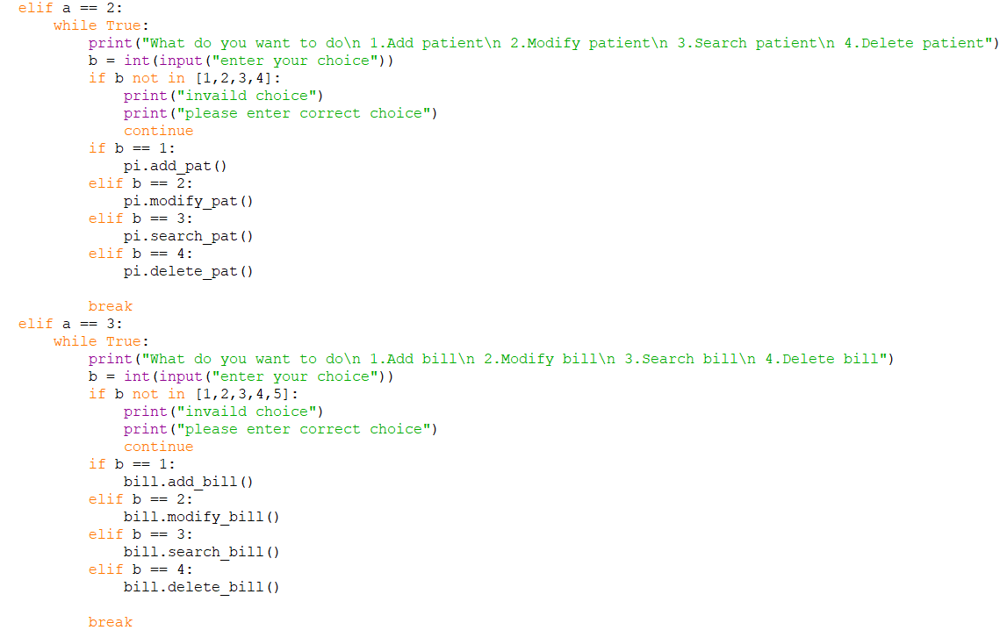 elif a == 2:
    while True:
        print("What do you want to do\n 1.Add patient\n 2.Modify patient\n 3.Search patient\n 4.Delete patient")
        b = int(input("enter your choice"))
        if b not in [1,2,3,4]:
            print("invaild choice")
            print("please enter correct choice")
            continue
        if b == 1:
            pi.add_pat()
        elif b == 2:
            pi.modify_pat()
        elif b == 3:
            pi.search_pat()
        elif b == 4:
            pi.delete_pat()

        break
elif a == 3:
    while True:
        print("What do you want to do\n 1.Add bill\n 2.Modify bill\n 3.Search bill\n 4.Delete bill")
        b = int(input("enter your choice"))
        if b not in [1,2,3,4,5]:
            print("invaild choice")
            print("please enter correct choice")
            continue
        if b == 1:
            bill.add_bill()
        elif b == 2:
            bill.modify_bill()
        elif b == 3:
            bill.search_bill()
        elif b == 4:
            bill.delete_bill()

        break